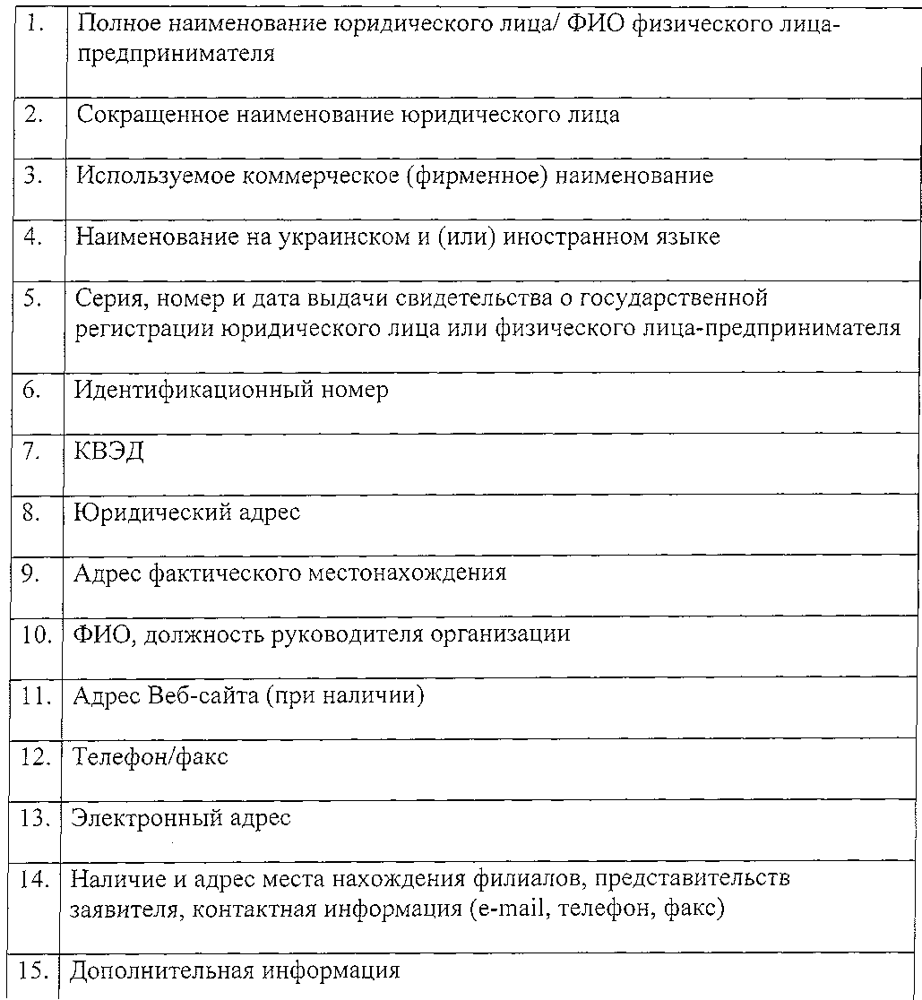 1. Полное наименование юридического лица/ ФИО физического лица-
предпринимателя
2. Сокращенное наименование юридического лица
3. Используемое коммерческое (фирменное) наименование
4. Наименование на украинском и (или) иностранном языке
5. Серия, номер и дата выдачи свидетельства о государственной
регистрации юридического лица или физического лица-предпринимателя
6. Идентификационный номер
7. КВЭД
8. Юридический адрес
9. Адрес фактического местонахождения
10. ФИО, должность руководителя организации
11. Адрес Веб-сайта (при наличии)
12. Телефон/факс
13. Электронный адрес
14. Наличие и адрес места нахождения филиалов, представительств
заявителя, контактная информация (e-mail, телефон, факс)
15. Дополнительная информация